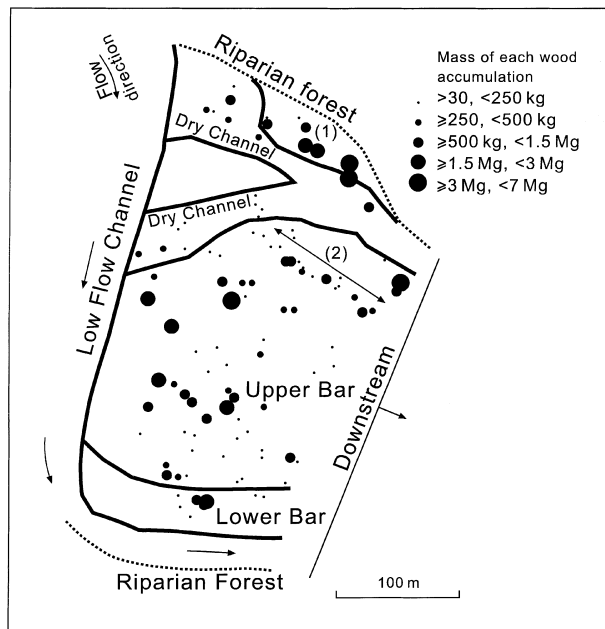 Flow
direction
Riparian forest
Mass of each wood
accumulation
>30, <250 kg
⩾250, <500 kg
⩾500 kg, <1.5 Mg
⩾1.5 Mg, <3 Mg
⩾3 Mg, <7 Mg
(1)
Dry Channel
Dry Channel
(2)
Low Flow Channel
Upper Bar
Downstream
Lower Bar
Riparian Forest
100 m